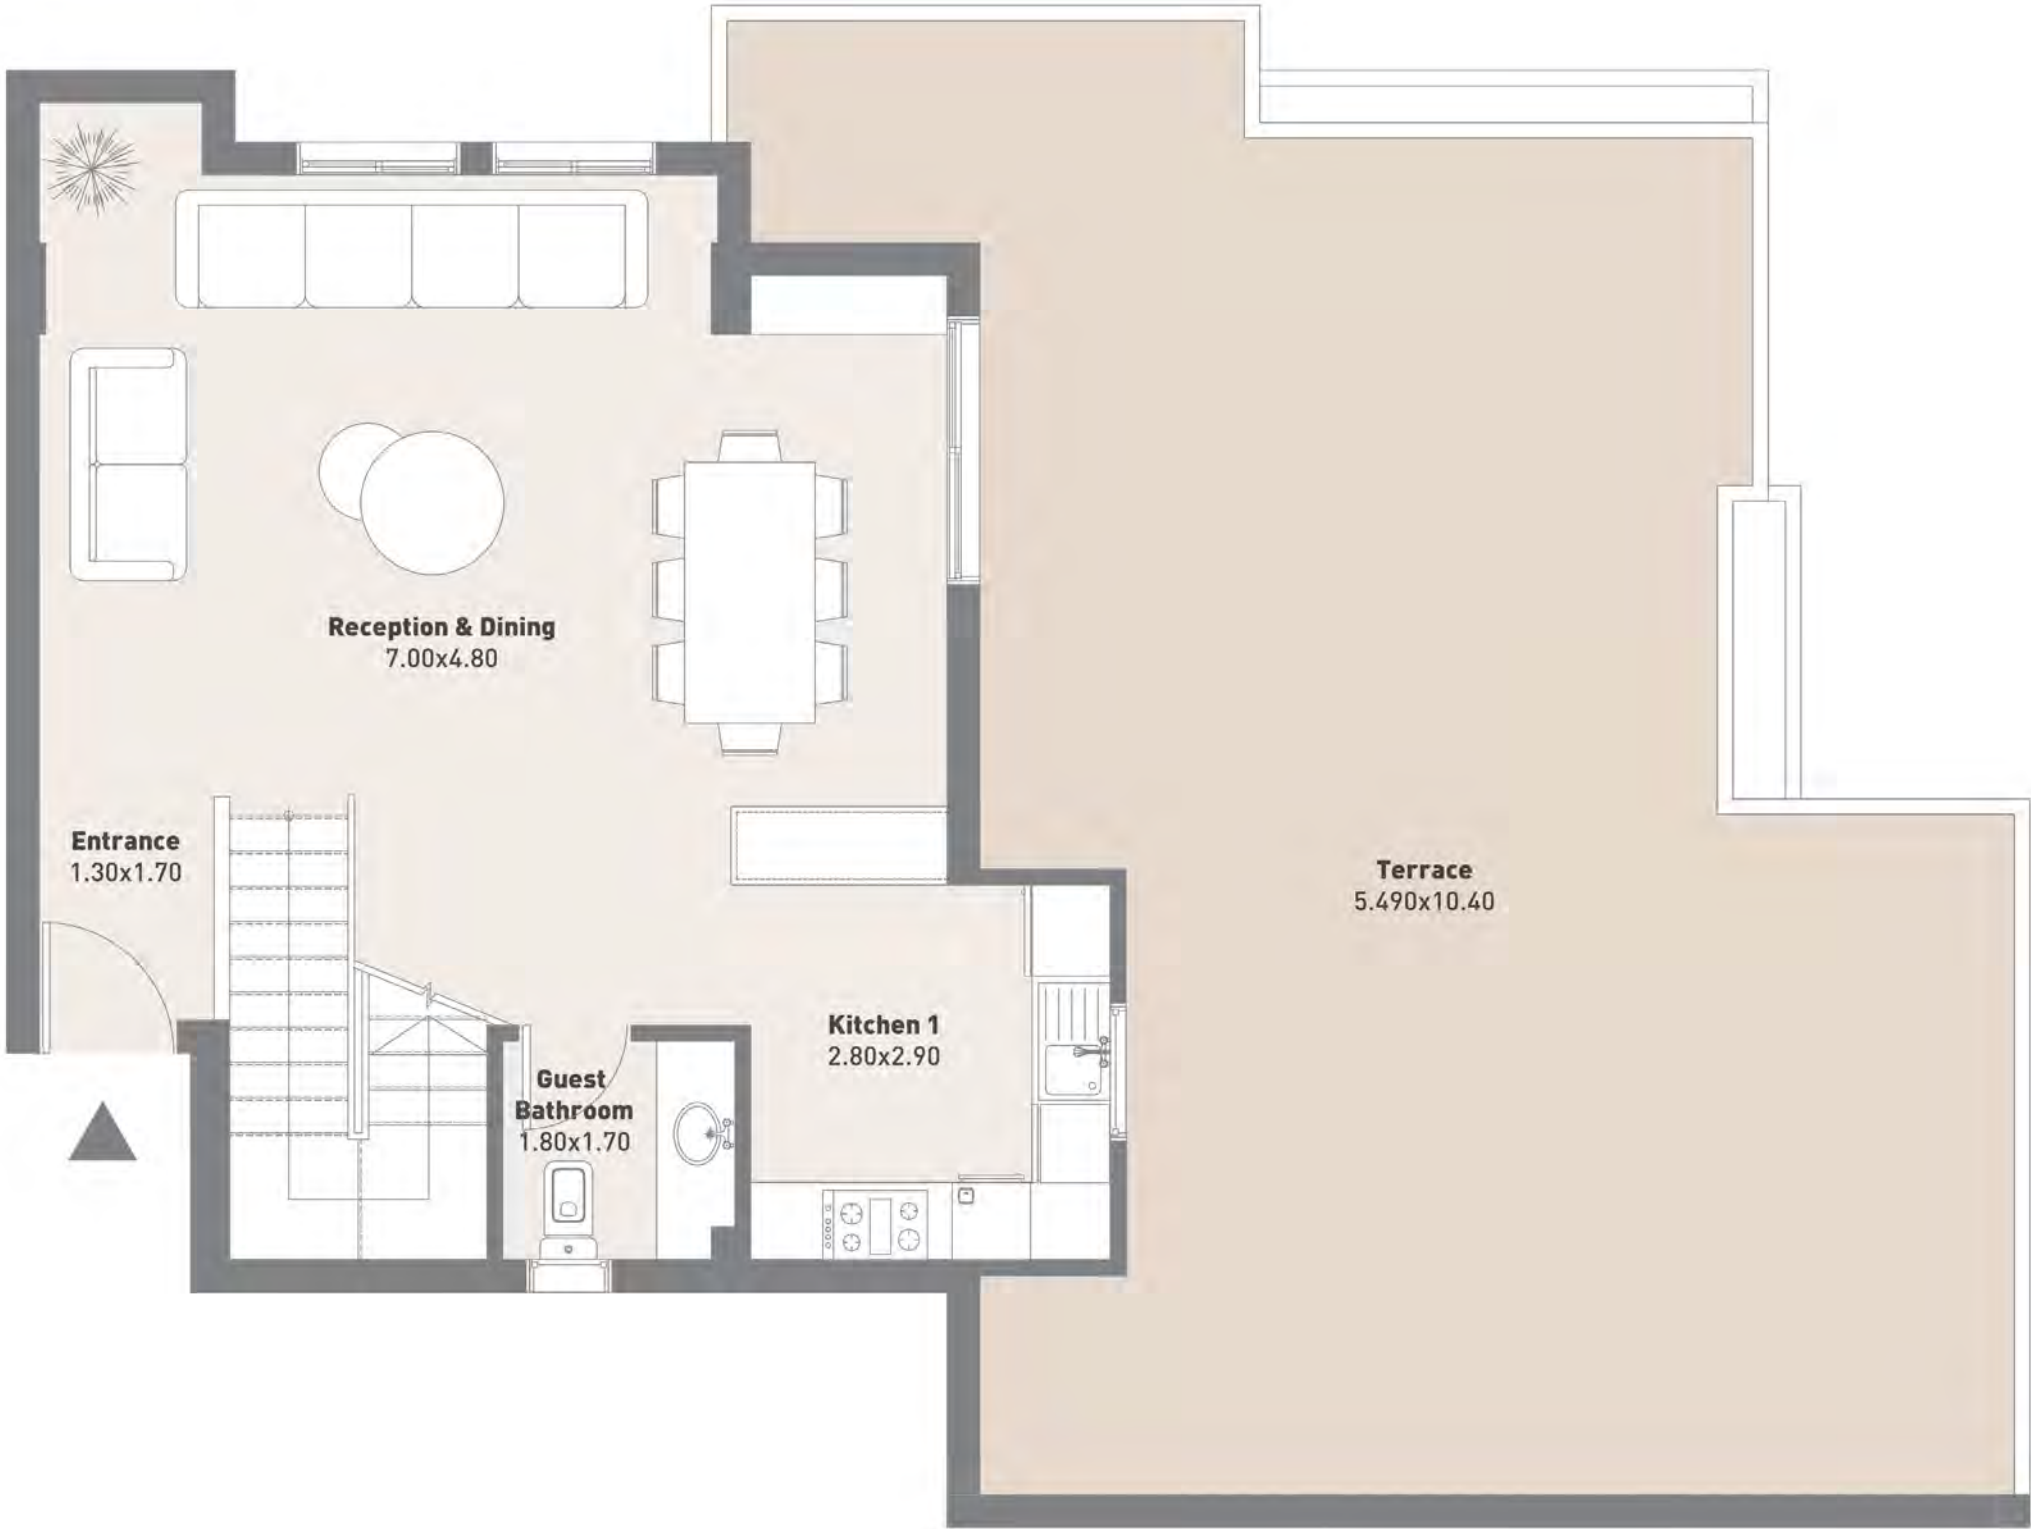 Reception & Dining
7.00x4.80
Entrance
1.30x1.70
Terrace
5.490x10.40
Kitchen 1
2.80x2.90
Guest
Bathroom
1.80x1.70